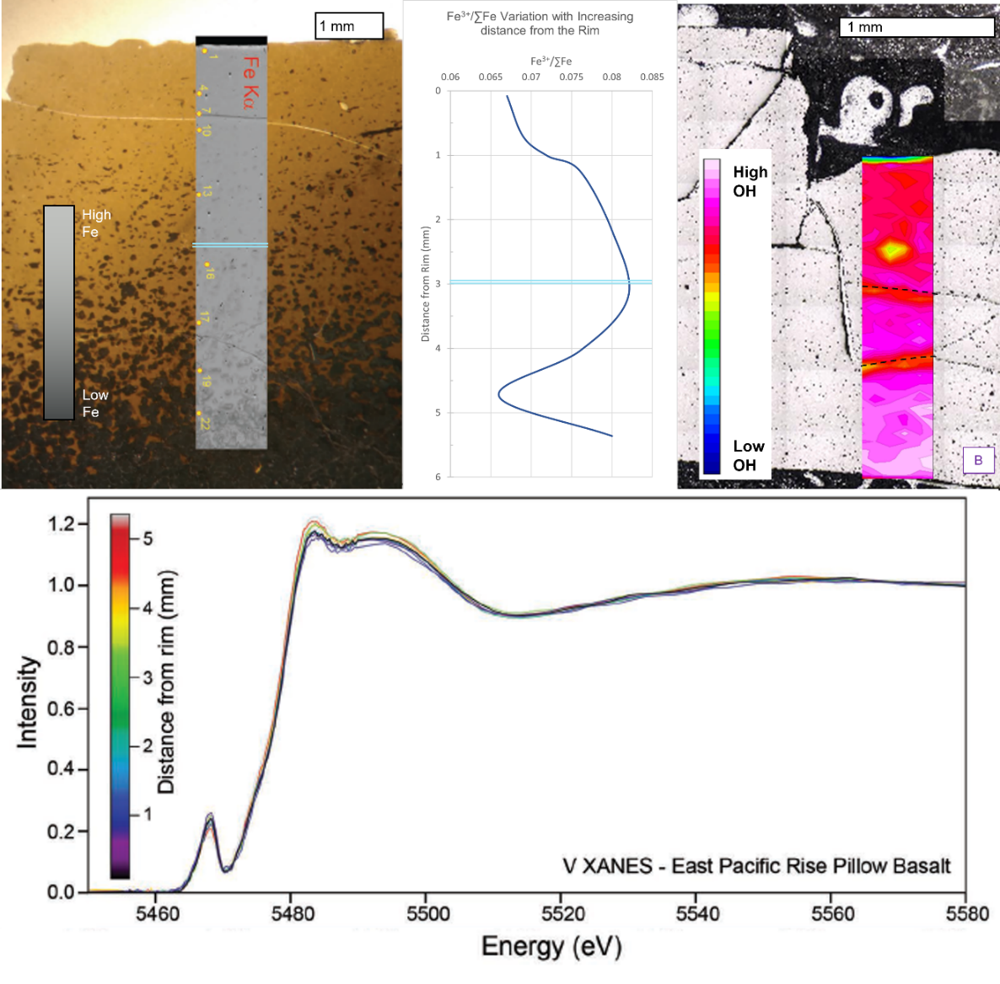 1 mm
Fe Kα
1
4
7
10
13
16
17
19
22
High
Fe
Low
Fe
Fe³⁺/∑Fe Variation with Increasing
distance from the Rim
Fe³⁺/∑Fe
0.06 0.065 0.07 0.075 0.08 0.085
Distance from Rim (mm)
0
1
2
3
4
5
6
1 mm
High
OH
Low
OH
B
1.2
1.0
0.8
0.6
0.4
0.2
0.0
Intensity
5
4
3
2
1
Distance from rim (mm)
V XANES - East Pacific Rise Pillow Basalt
5460 5480 5500 5520 5540 5560 5580
Energy (eV)